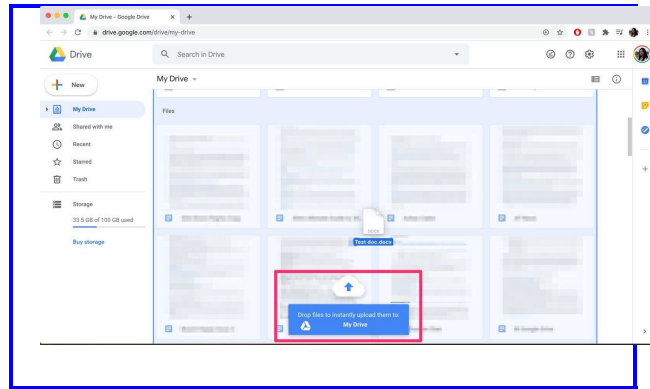 My Drive - Google Drive
drive.google.com/drive/my-drive
Drive
Search in Drive
New
My Drive
My Drive
Files
Shared with me
Recent
Starred
Trash
Storage
33.5 GB of 100 GB used
Buy storage
DOCX
Test doc.docx
Drop files to instantly upload them to:
My Drive